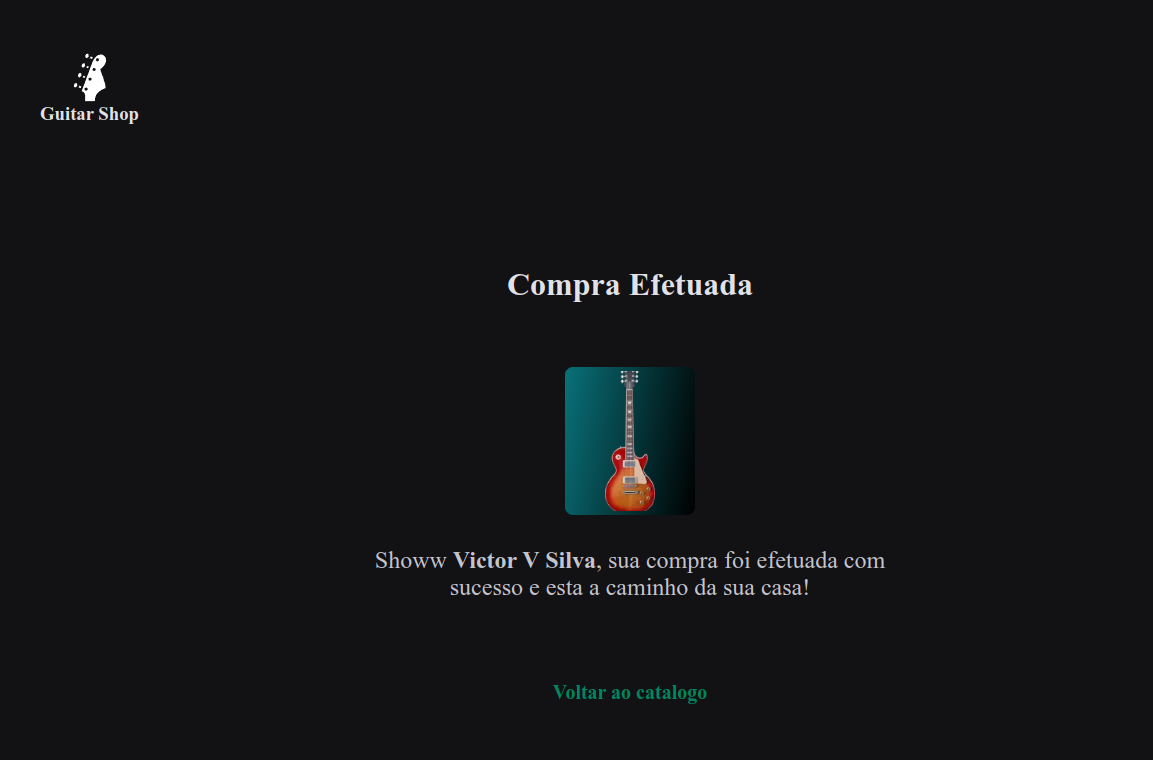 Guitar Shop
Compra Efetuada
Showw Victor V Silva, sua compra foi efetuada com
sucesso e esta a caminho da sua casa!
Voltar ao catalogo